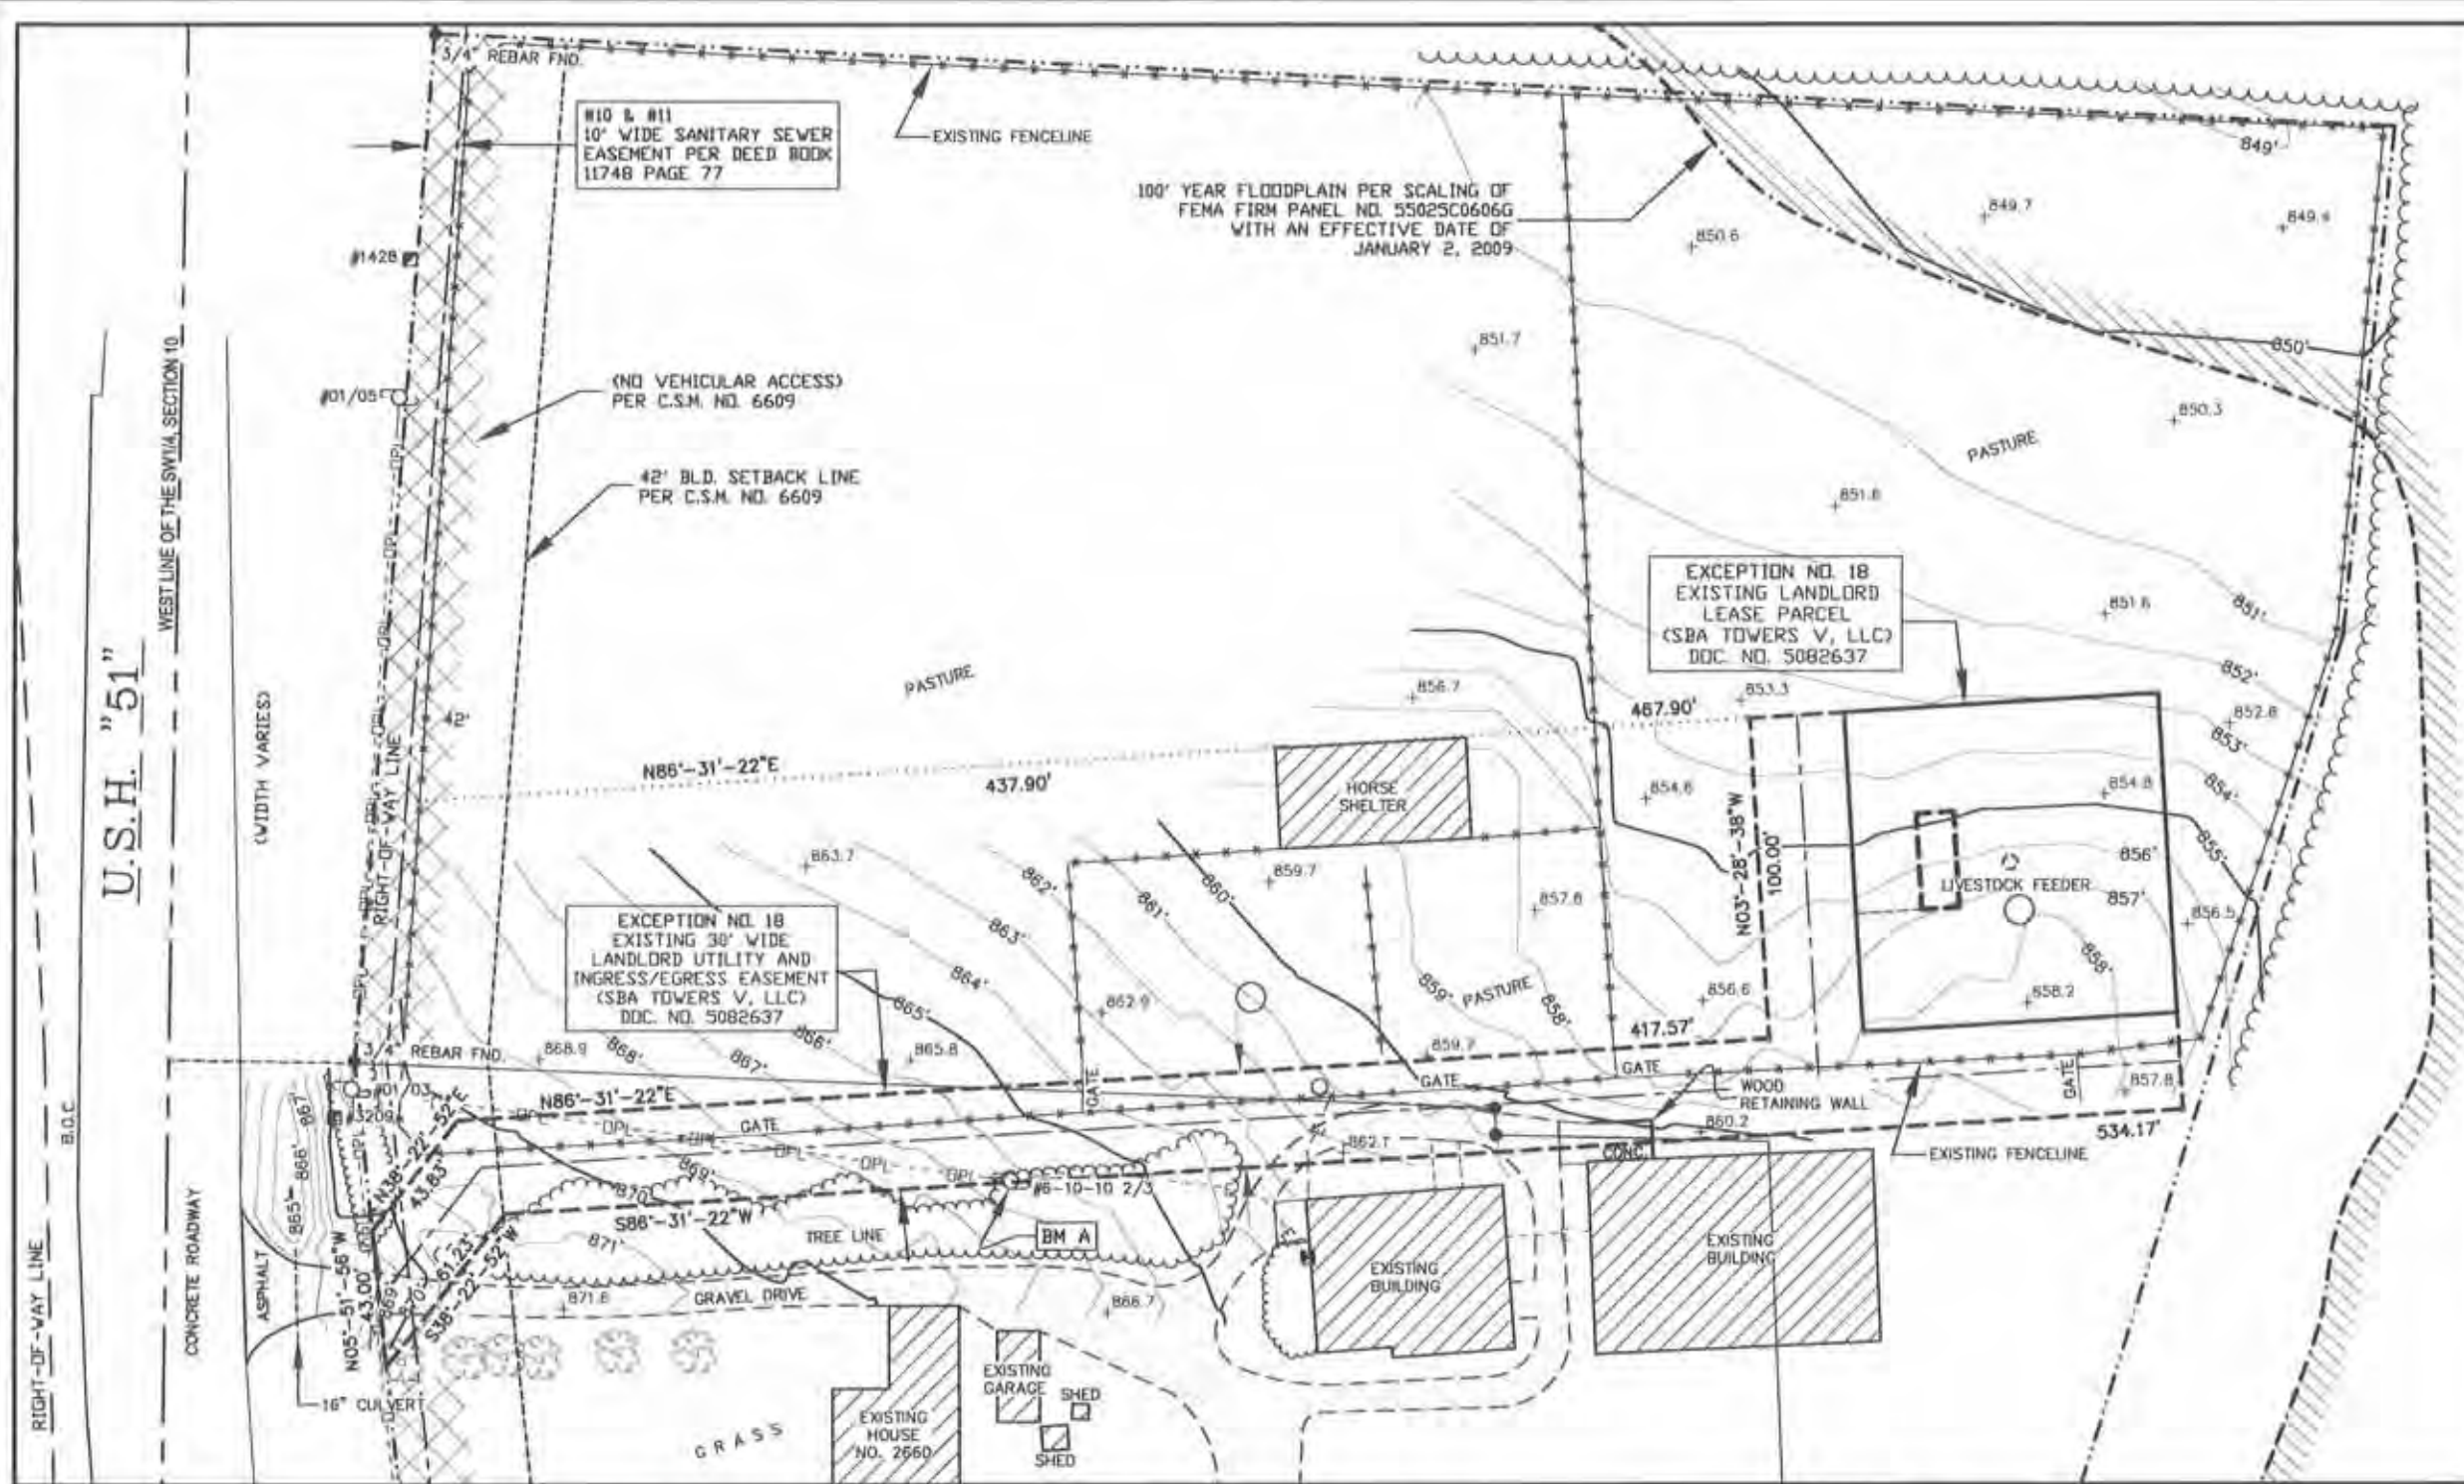 3/4" REBAR FND.
#10 & #11
10' WIDE SANITARY SEWER
EASEMENT PER DEED BOOK
11748 PAGE 77
EXISTING FENCELINE
100' YEAR FLOODPLAIN PER SCALING OF
FEMA FIRM PANEL NO. 55025C0606G
WITH AN EFFECTIVE DATE OF
JANUARY 2, 2009
849'
849.7
849.4
850.6
850'
850.3
851.7
#1428
#01/05
(NO VEHICULAR ACCESS)
PER C.S.M. NO. 6609
42' BLD. SETBACK LINE
PER C.S.M. NO. 6609
PASTURE
851.8
851.6
851'
852'
852.8
853'
854'
EXCEPTION NO. 18
EXISTING LANDLORD
LEASE PARCEL
(SBA TOWERS V, LLC)
DOC. NO. 5082637
WEST LINE OF THE SW1/4, SECTION 10
U.S.H. "51"
(WIDTH VARIES)
RIGHT-OF-WAY LINE
OPL
OPL
OPL
42'
PASTURE
856.7
467.90'
853.3
N86°-31'-22"E
437.90'
HORSE
SHELTER
854.6
N03°-28'-38"W
100.00'
854.8
855'
856'
LIVESTOCK FEEDER
857'
856.5
858'
858.2
863.7
859.7
857.8
862'
861'
860'
863'
864'
862.9
859'
PASTURE
858'
856.6
417.57'
EXCEPTION NO. 18
EXISTING 30' WIDE
LANDLORD UTILITY AND
INGRESS/EGRESS EASEMENT
(SBA TOWERS V, LLC)
DOC. NO. 5082637
865'
866'
867'
868'
868.9
865.8
859.7
3/4" REBAR FND.
#01/03
#3209
N86°-31'-22"E
GATE
GATE
GATE
GATE
GATE
WOOD
RETAINING WALL
857.8
534.17'
EXISTING FENCELINE
860.2
CONC.
862.1
OPL
OPL
OPL
OPL
OPL
869'
870'
#6-10-10 2/3
N38°-22'-52"E
43.83'
S86°-31'-22"W
TREE LINE
BM A
871'
61.23'
S38°-22'-52"W
N05°-51'-56"W
43.00'
869'
870'
867'
866'
865'
ASPHALT
CONCRETE ROADWAY
B.O.C.
RIGHT-OF-WAY LINE
16" CULVERT
871.6
GRAVEL DRIVE
866.7
EXISTING
BUILDING
EXISTING
BUILDING
EXISTING
GARAGE
SHED
SHED
EXISTING
HOUSE
NO. 2660
GRASS